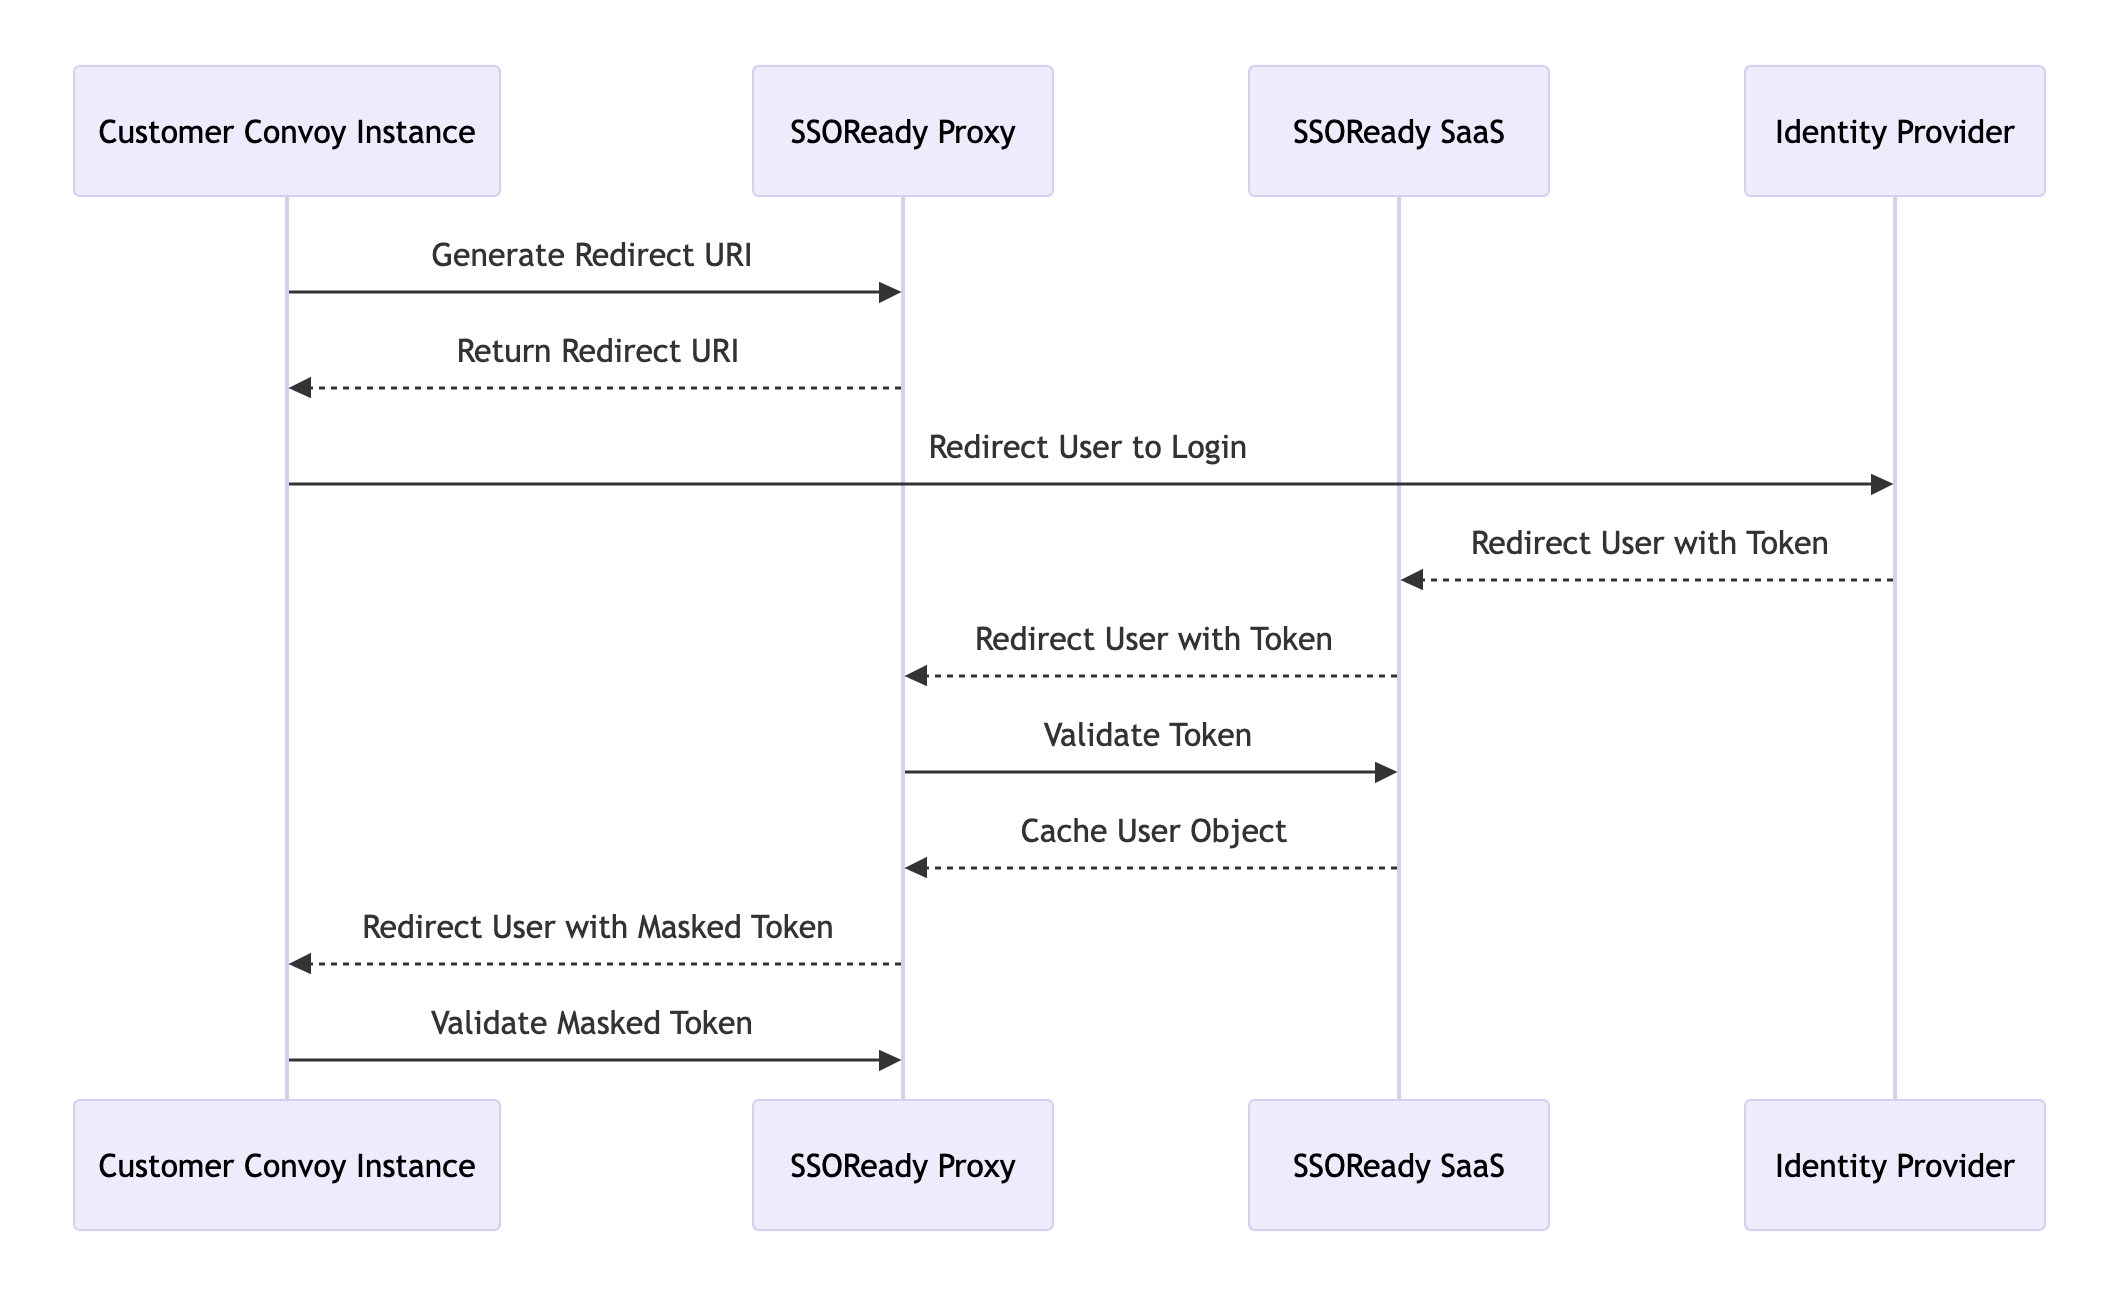 Customer Convoy Instance
SSOReady Proxy
SSOReady SaaS
Identity Provider
Generate Redirect URI
Return Redirect URI
Redirect User to Login
Redirect User with Token
Redirect User with Token
Validate Token
Cache User Object
Redirect User with Masked Token
Validate Masked Token
Customer Convoy Instance
SSOReady Proxy
SSOReady SaaS
Identity Provider